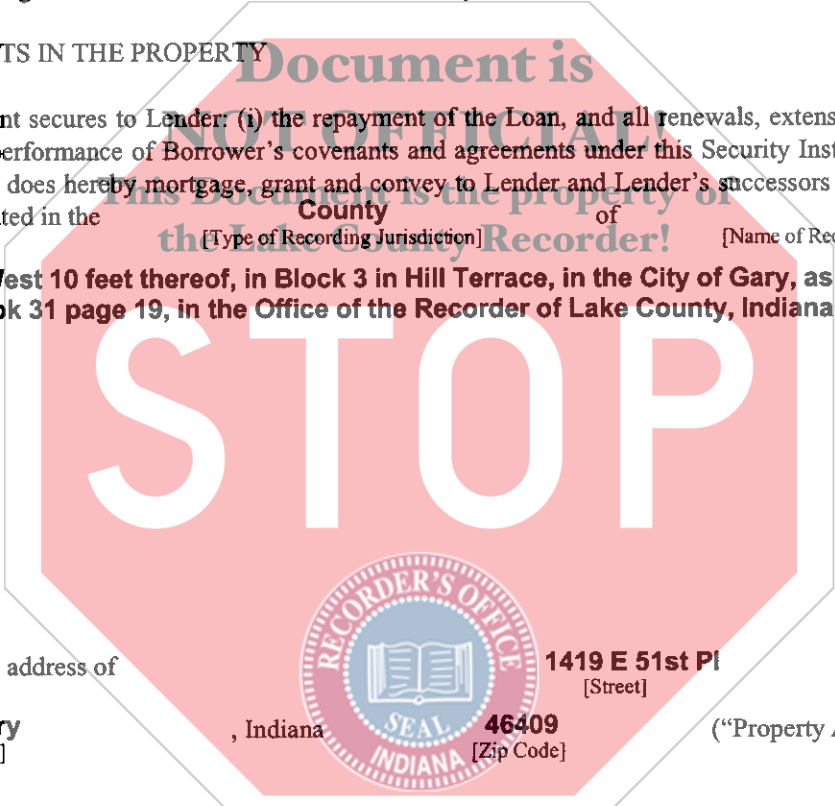 TS IN THE PROPERTY
Document is
nt secures to Lender: (i) the repayment of the Loan, and all renewals, extens
NOT OFFICIAL!
erformance of Borrower's covenants and agreements under this Security Inst
does hereby mortgage, grant and convey to Lender and Lender's successors
This Document is the property of
ted in the County of
the Lake County Recorder!
[Type of Recording Jurisdiction] [Name of Rec
Vest 10 feet thereof, in Block 3 in Hill Terrace, in the City of Gary, as
ok 31 page 19, in the Office of the Recorder of Lake County, Indiana
STOP
RECORDER'S OFFICE
SEAL
INDIANA
address of 1419 E 51st Pl
[Street]
ry , Indiana 46409 ("Property A
] [Zip Code]